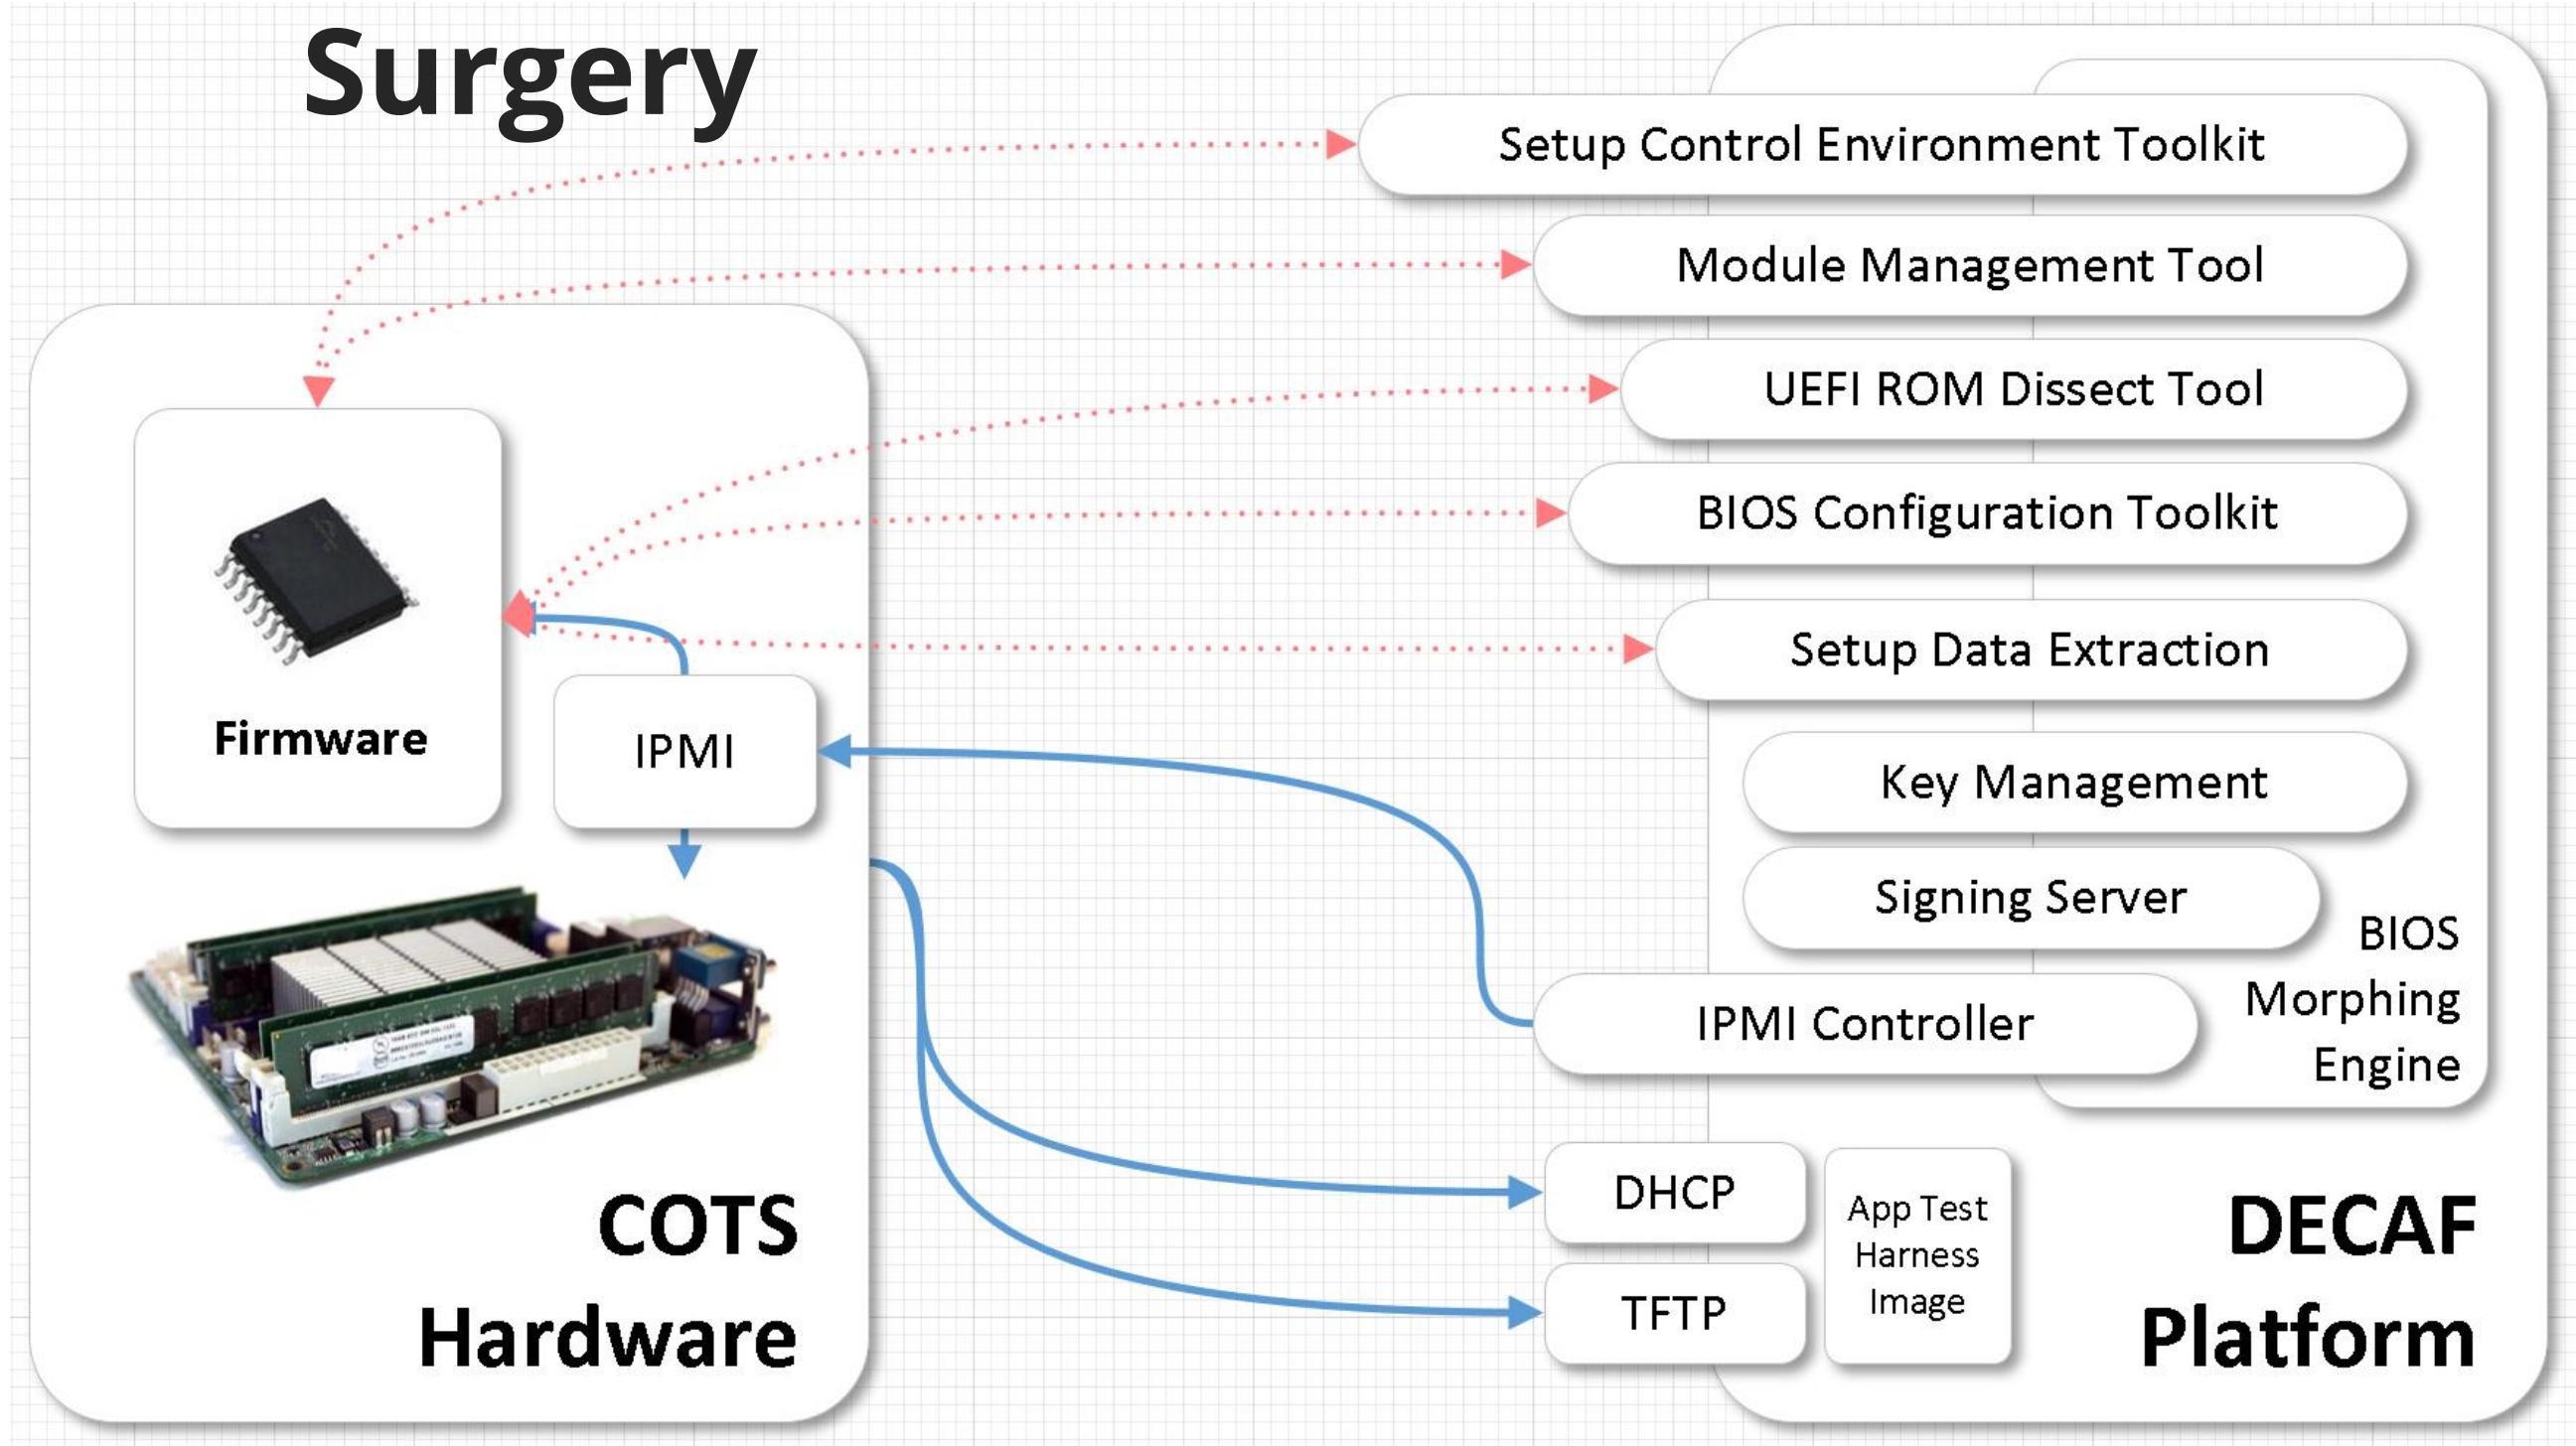 Surgery
Setup Control Environment Toolkit
Module Management Tool
UEFI ROM Dissect Tool
BIOS Configuration Toolkit
Setup Data Extraction
Key Management
Signing Server
IPMI Controller
BIOS
Morphing
Engine
Firmware
IPMI
COTS
Hardware
DHCP
TFTP
App Test
Harness
Image
DECAF
Platform